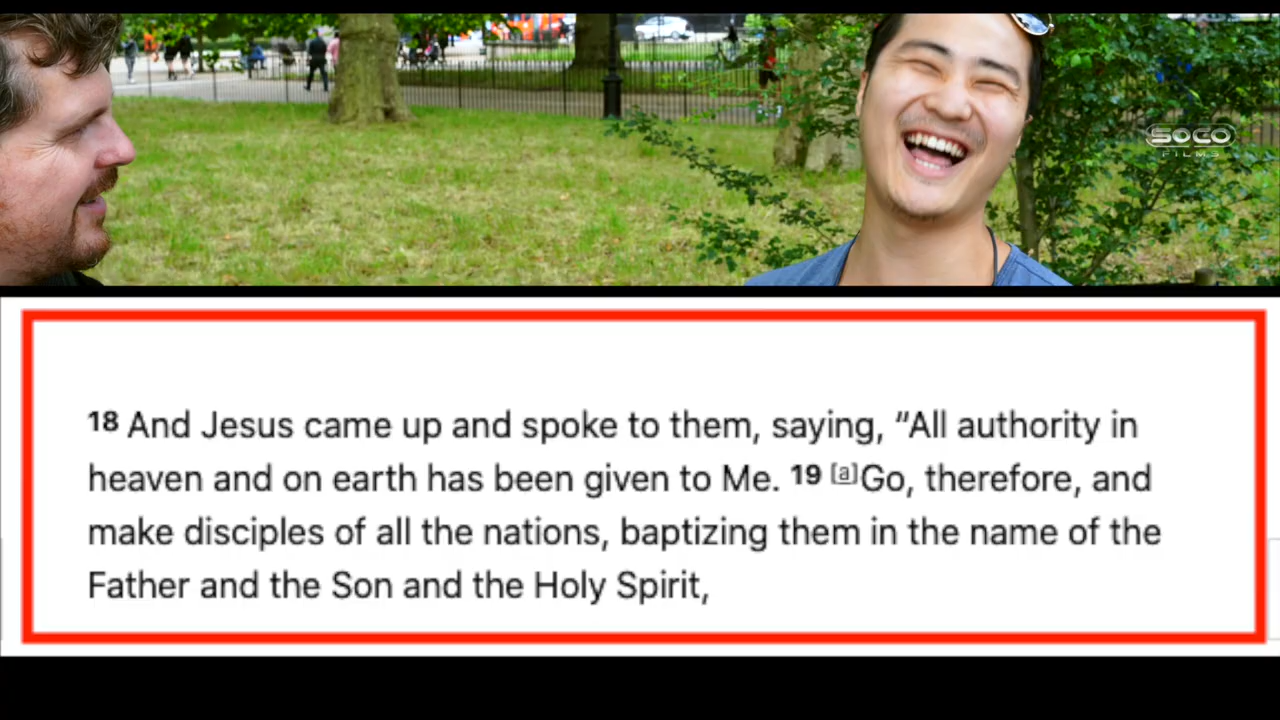 SOCO
FILMS
18 And Jesus came up and spoke to them, saying, “All authority in
heaven and on earth has been given to Me. 19 [a]Go, therefore, and
make disciples of all the nations, baptizing them in the name of the
Father and the Son and the Holy Spirit,